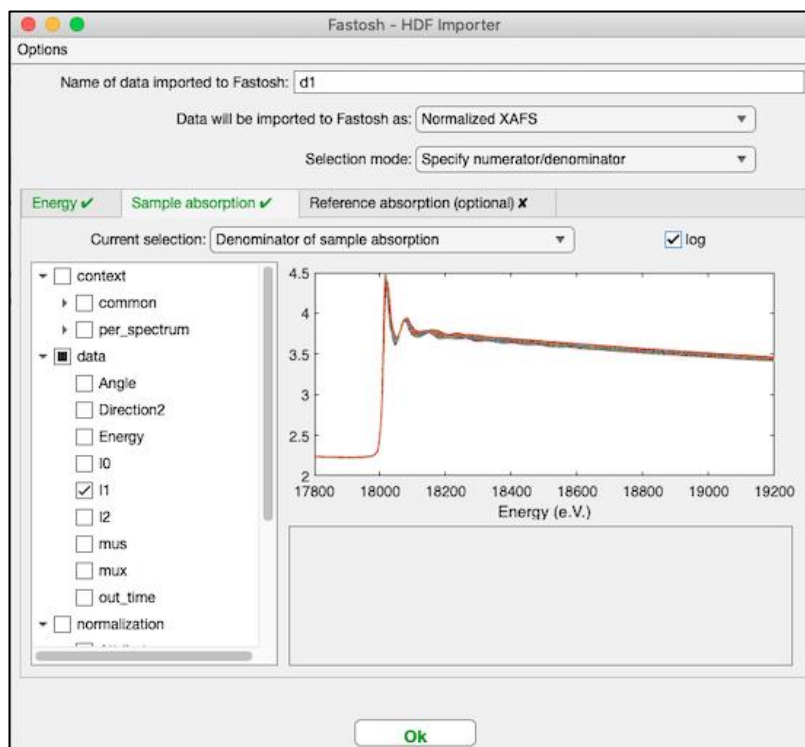 Fastosh - HDF Importer
Options
Name of data imported to Fastosh: d1
Data will be imported to Fastosh as: Normalized XAFS
Selection mode: Specify numerator/denominator
Energy ✔ Sample absorption ✔ Reference absorption (optional) ✘
Current selection: Denominator of sample absorption log
context
common
per_spectrum
data
Angle
Direction2
Energy
I0
I1
I2
mus
mux
out_time
normalization
4.5
4
3.5
3
2.5
2
17800 18000 18200 18400 18600 18800 19000 19200
Energy (e.V.)
Ok